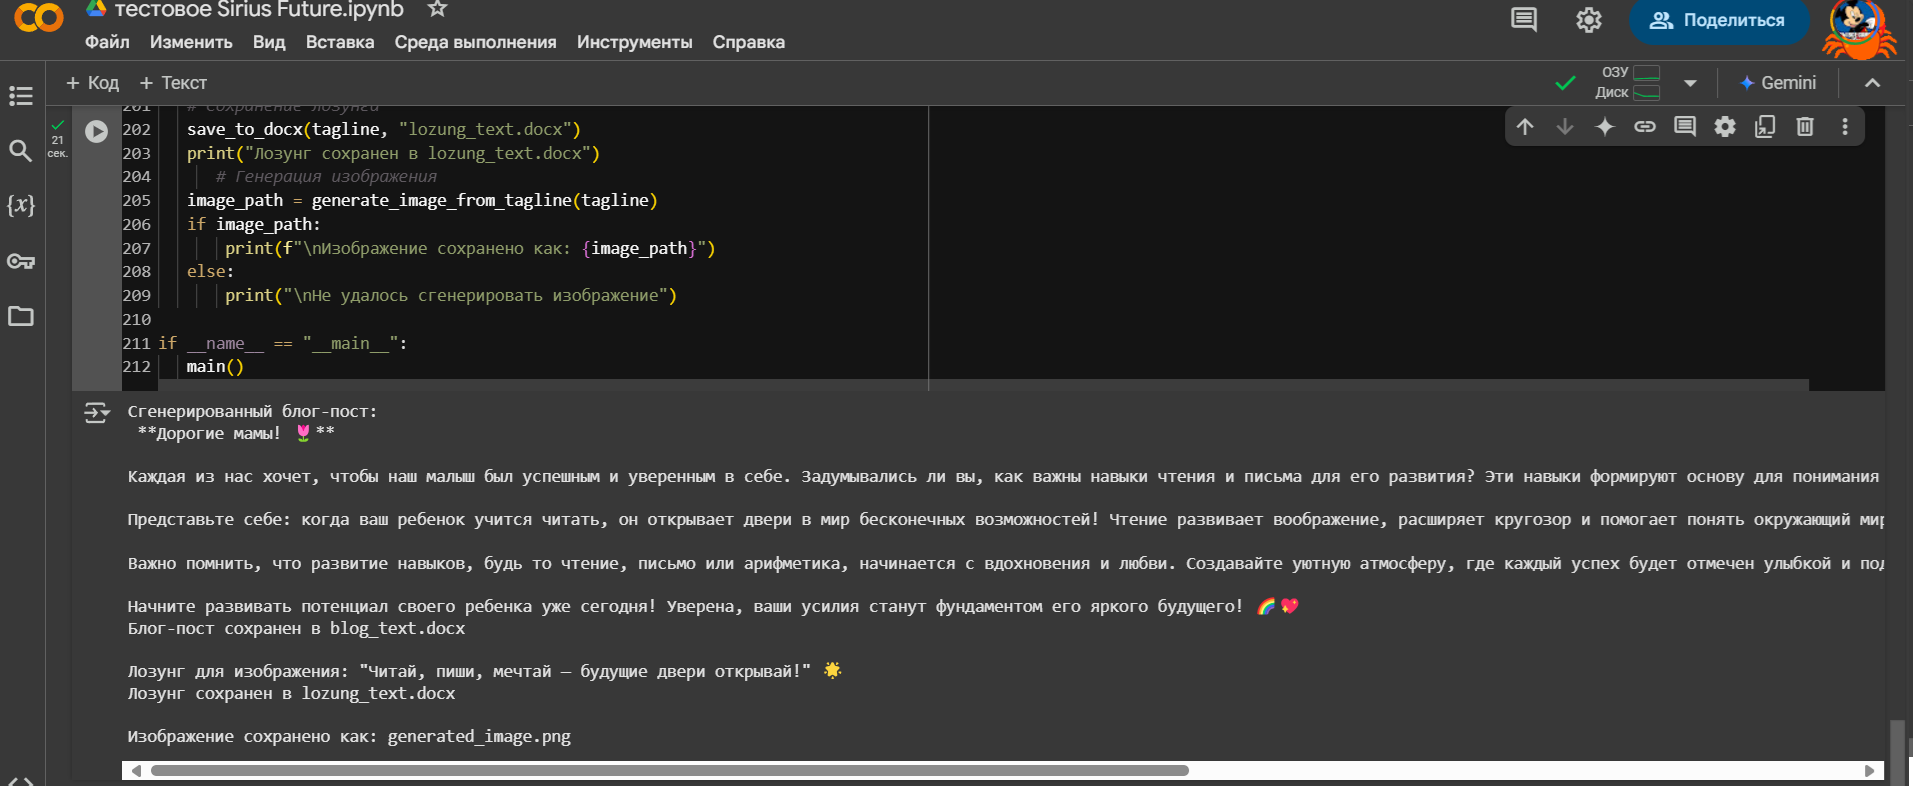 тестовое Sirius Future.ipynb
Файл Изменить Вид Вставка Среда выполнения Инструменты Справка
Поделиться
+ Код + Текст
ОЗУ
Диск
Gemini
21
сек.
201 # Сохранение лозунга
202 save_to_docx(tagline, "lozung_text.docx")
203 print("Лозунг сохранен в lozung_text.docx")
204 # Генерация изображения
205 image_path = generate_image_from_tagline(tagline)
206 if image_path:
207 print(f"\nИзображение сохранено как: {image_path}")
208 else:
209 print("\nНе удалось сгенерировать изображение")
210
211 if __name__ == "__main__":
212 main()
Сгенерированный блог-пост:
**Дорогие мамы! 🌷**
Каждая из нас хочет, чтобы наш малыш был успешным и уверенным в себе. Задумывались ли вы, как важны навыки чтения и письма для его развития? Эти навыки формируют основу для понимания
Представьте себе: когда ваш ребенок учится читать, он открывает двери в мир бесконечных возможностей! Чтение развивает воображение, расширяет кругозор и помогает понять окружающий мир
Важно помнить, что развитие навыков, будь то чтение, письмо или арифметика, начинается с вдохновения и любви. Создавайте уютную атмосферу, где каждый успех будет отмечен улыбкой и под
Начните развивать потенциал своего ребенка уже сегодня! Уверена, ваши усилия станут фундаментом его яркого будущего! 🌈💖
Блог-пост сохранен в blog_text.docx
Лозунг для изображения: "Читай, пиши, мечтай — будущие двери открывай!" 🌟
Лозунг сохранен в lozung_text.docx
Изображение сохранено как: generated_image.png